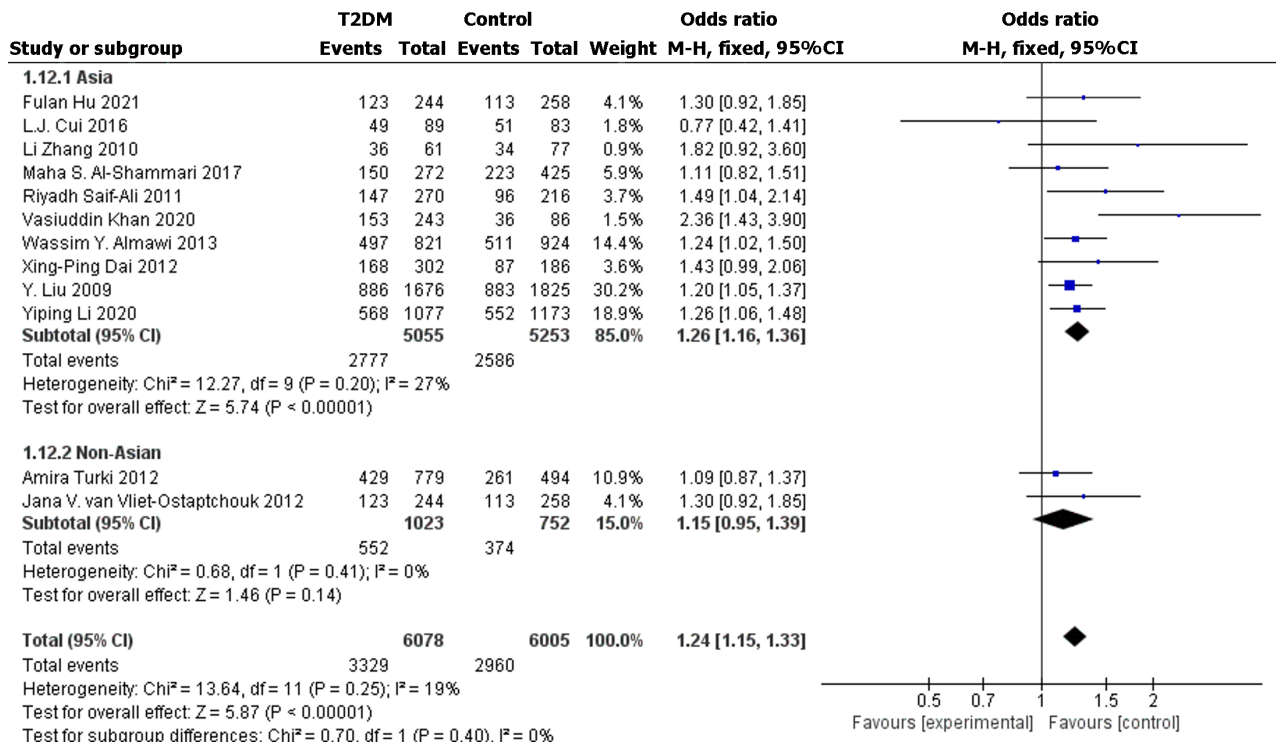 T2DM Control Odds ratio Odds ratio
Study or subgroup Events Total Events Total Weight M-H, fixed, 95%CI M-H, fixed, 95%CI
1.12.1 Asia
Fulan Hu 2021 123 244 113 258 4.1% 1.30 [0.92, 1.85]
L.J. Cui 2016 49 89 51 83 1.8% 0.77 [0.42, 1.41]
Li Zhang 2010 36 61 34 77 0.9% 1.82 [0.92, 3.60]
Maha S. Al-Shammari 2017 150 272 223 425 5.9% 1.11 [0.82, 1.51]
Riyadh Saif-Ali 2011 147 270 96 216 3.7% 1.49 [1.04, 2.14]
Vasiuddin Khan 2020 153 243 36 86 1.5% 2.36 [1.43, 3.90]
Wassim Y. Almawi 2013 497 821 511 924 14.4% 1.24 [1.02, 1.50]
Xing-Ping Dai 2012 168 302 87 186 3.6% 1.43 [0.99, 2.06]
Y. Liu 2009 886 1676 883 1825 30.2% 1.20 [1.05, 1.37]
Yiping Li 2020 568 1077 552 1173 18.9% 1.26 [1.06, 1.48]
Subtotal (95% CI) 5055 5253 85.0% 1.26 [1.16, 1.36]
Total events 2777 2586
Heterogeneity: Chi² = 12.27, df = 9 (P = 0.20); I² = 27%
Test for overall effect: Z = 5.74 (P < 0.00001)
1.12.2 Non-Asian
Amira Turki 2012 429 779 261 494 10.9% 1.09 [0.87, 1.37]
Jana V. van Vliet-Ostaptchouk 2012 123 244 113 258 4.1% 1.30 [0.92, 1.85]
Subtotal (95% CI) 1023 752 15.0% 1.15 [0.95, 1.39]
Total events 552 374
Heterogeneity: Chi² = 0.68, df = 1 (P = 0.41); I² = 0%
Test for overall effect: Z = 1.46 (P = 0.14)
Total (95% CI) 6078 6005 100.0% 1.24 [1.15, 1.33]
Total events 3329 2960
Heterogeneity: Chi² = 13.64, df = 11 (P = 0.25); I² = 19%
Test for overall effect: Z = 5.87 (P < 0.00001)
Test for subgroup differences: Chi² = 0.70, df = 1 (P = 0.40), I² = 0%
0.5 0.7 1 1.5 2
Favours [experimental] Favours [control]